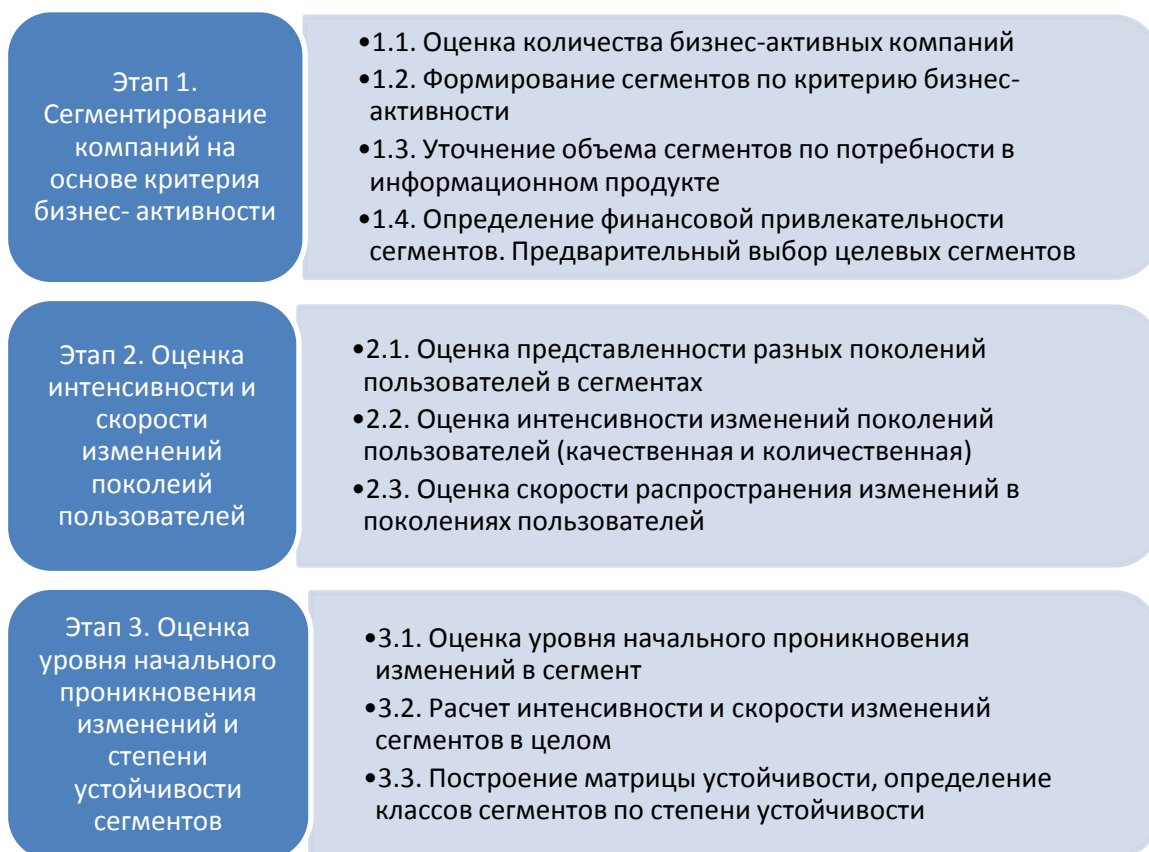 Этап 1.
Сегментирование
компаний на
основе критерия
бизнес- активности
•1.1. Оценка количества бизнес-активных компаний
•1.2. Формирование сегментов по критерию бизнес-
активности
•1.3. Уточнение объема сегментов по потребности в
информационном продукте
•1.4. Определение финансовой привлекательности
сегментов. Предварительный выбор целевых сегментов
Этап 2. Оценка
интенсивности и
скорости
изменений
поколеий
пользователей
•2.1. Оценка представленности разных поколений
пользователей в сегментах
•2.2. Оценка интенсивности изменений поколений
пользователей (качественная и количественная)
•2.3. Оценка скорости распространения изменений в
поколениях пользователей
Этап 3. Оценка
уровня начального
проникновения
изменений и
степени
устойчивости
сегментов
•3.1. Оценка уровня начального проникновения
изменений в сегмент
•3.2. Расчет интенсивности и скорости изменений
сегментов в целом
•3.3. Построение матрицы устойчивости, определение
классов сегментов по степени устойчивости